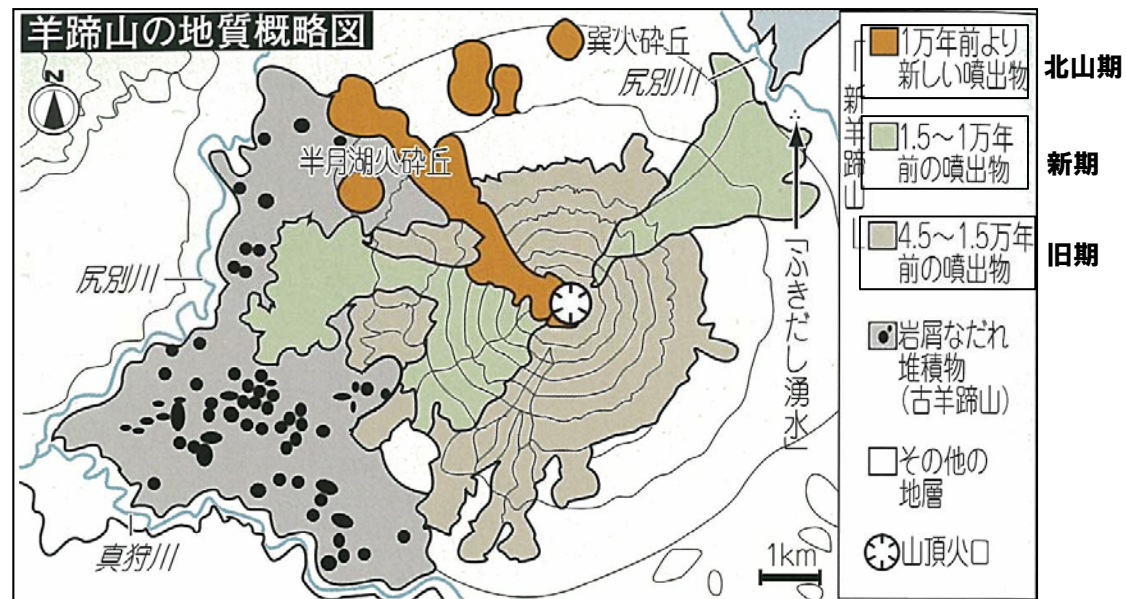 羊蹄山の地質概略図
N
巽火砕丘
尻別川
半月湖火砕丘
尻別川
真狩川
「ふきだし湧水」
1km
新羊蹄山
1万年前より
新しい噴出物
北山期
1.5～1万年
前の噴出物
新期
4.5～1.5万年
前の噴出物
旧期
岩屑なだれ
堆積物
(古羊蹄山)
その他の
地層
山頂火口